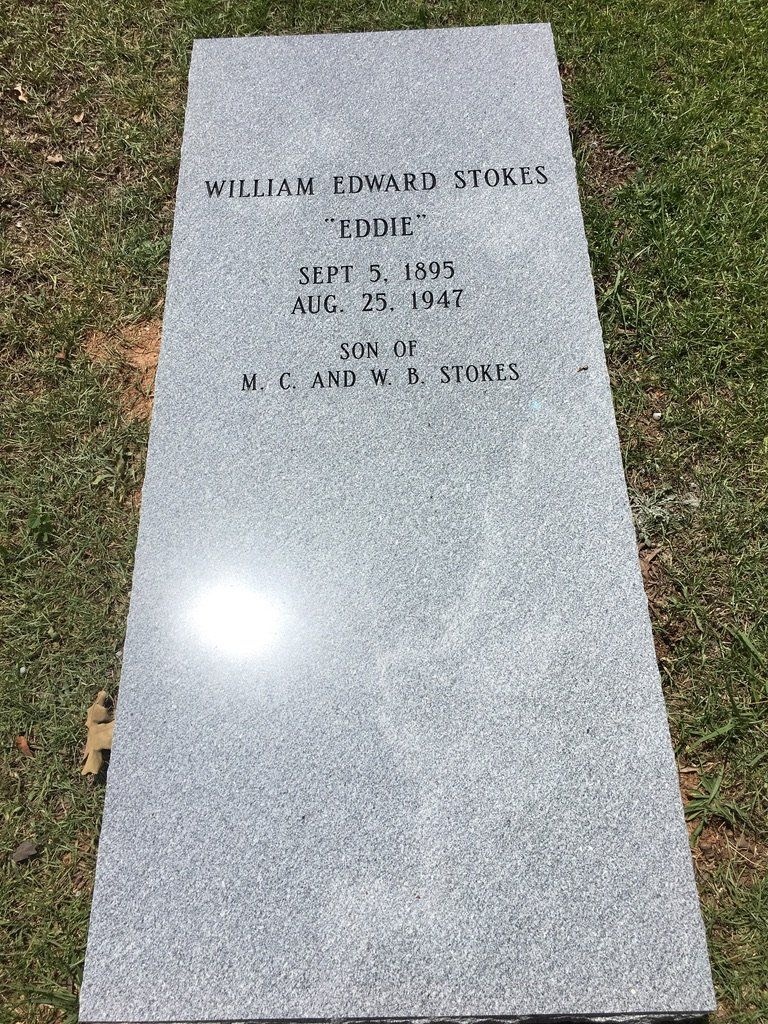 WILLIAM EDWARD STOKES
"EDDIE"
SEPT 5, 1895
AUG. 25, 1947
SON OF
M. C. AND W. B. STOKES